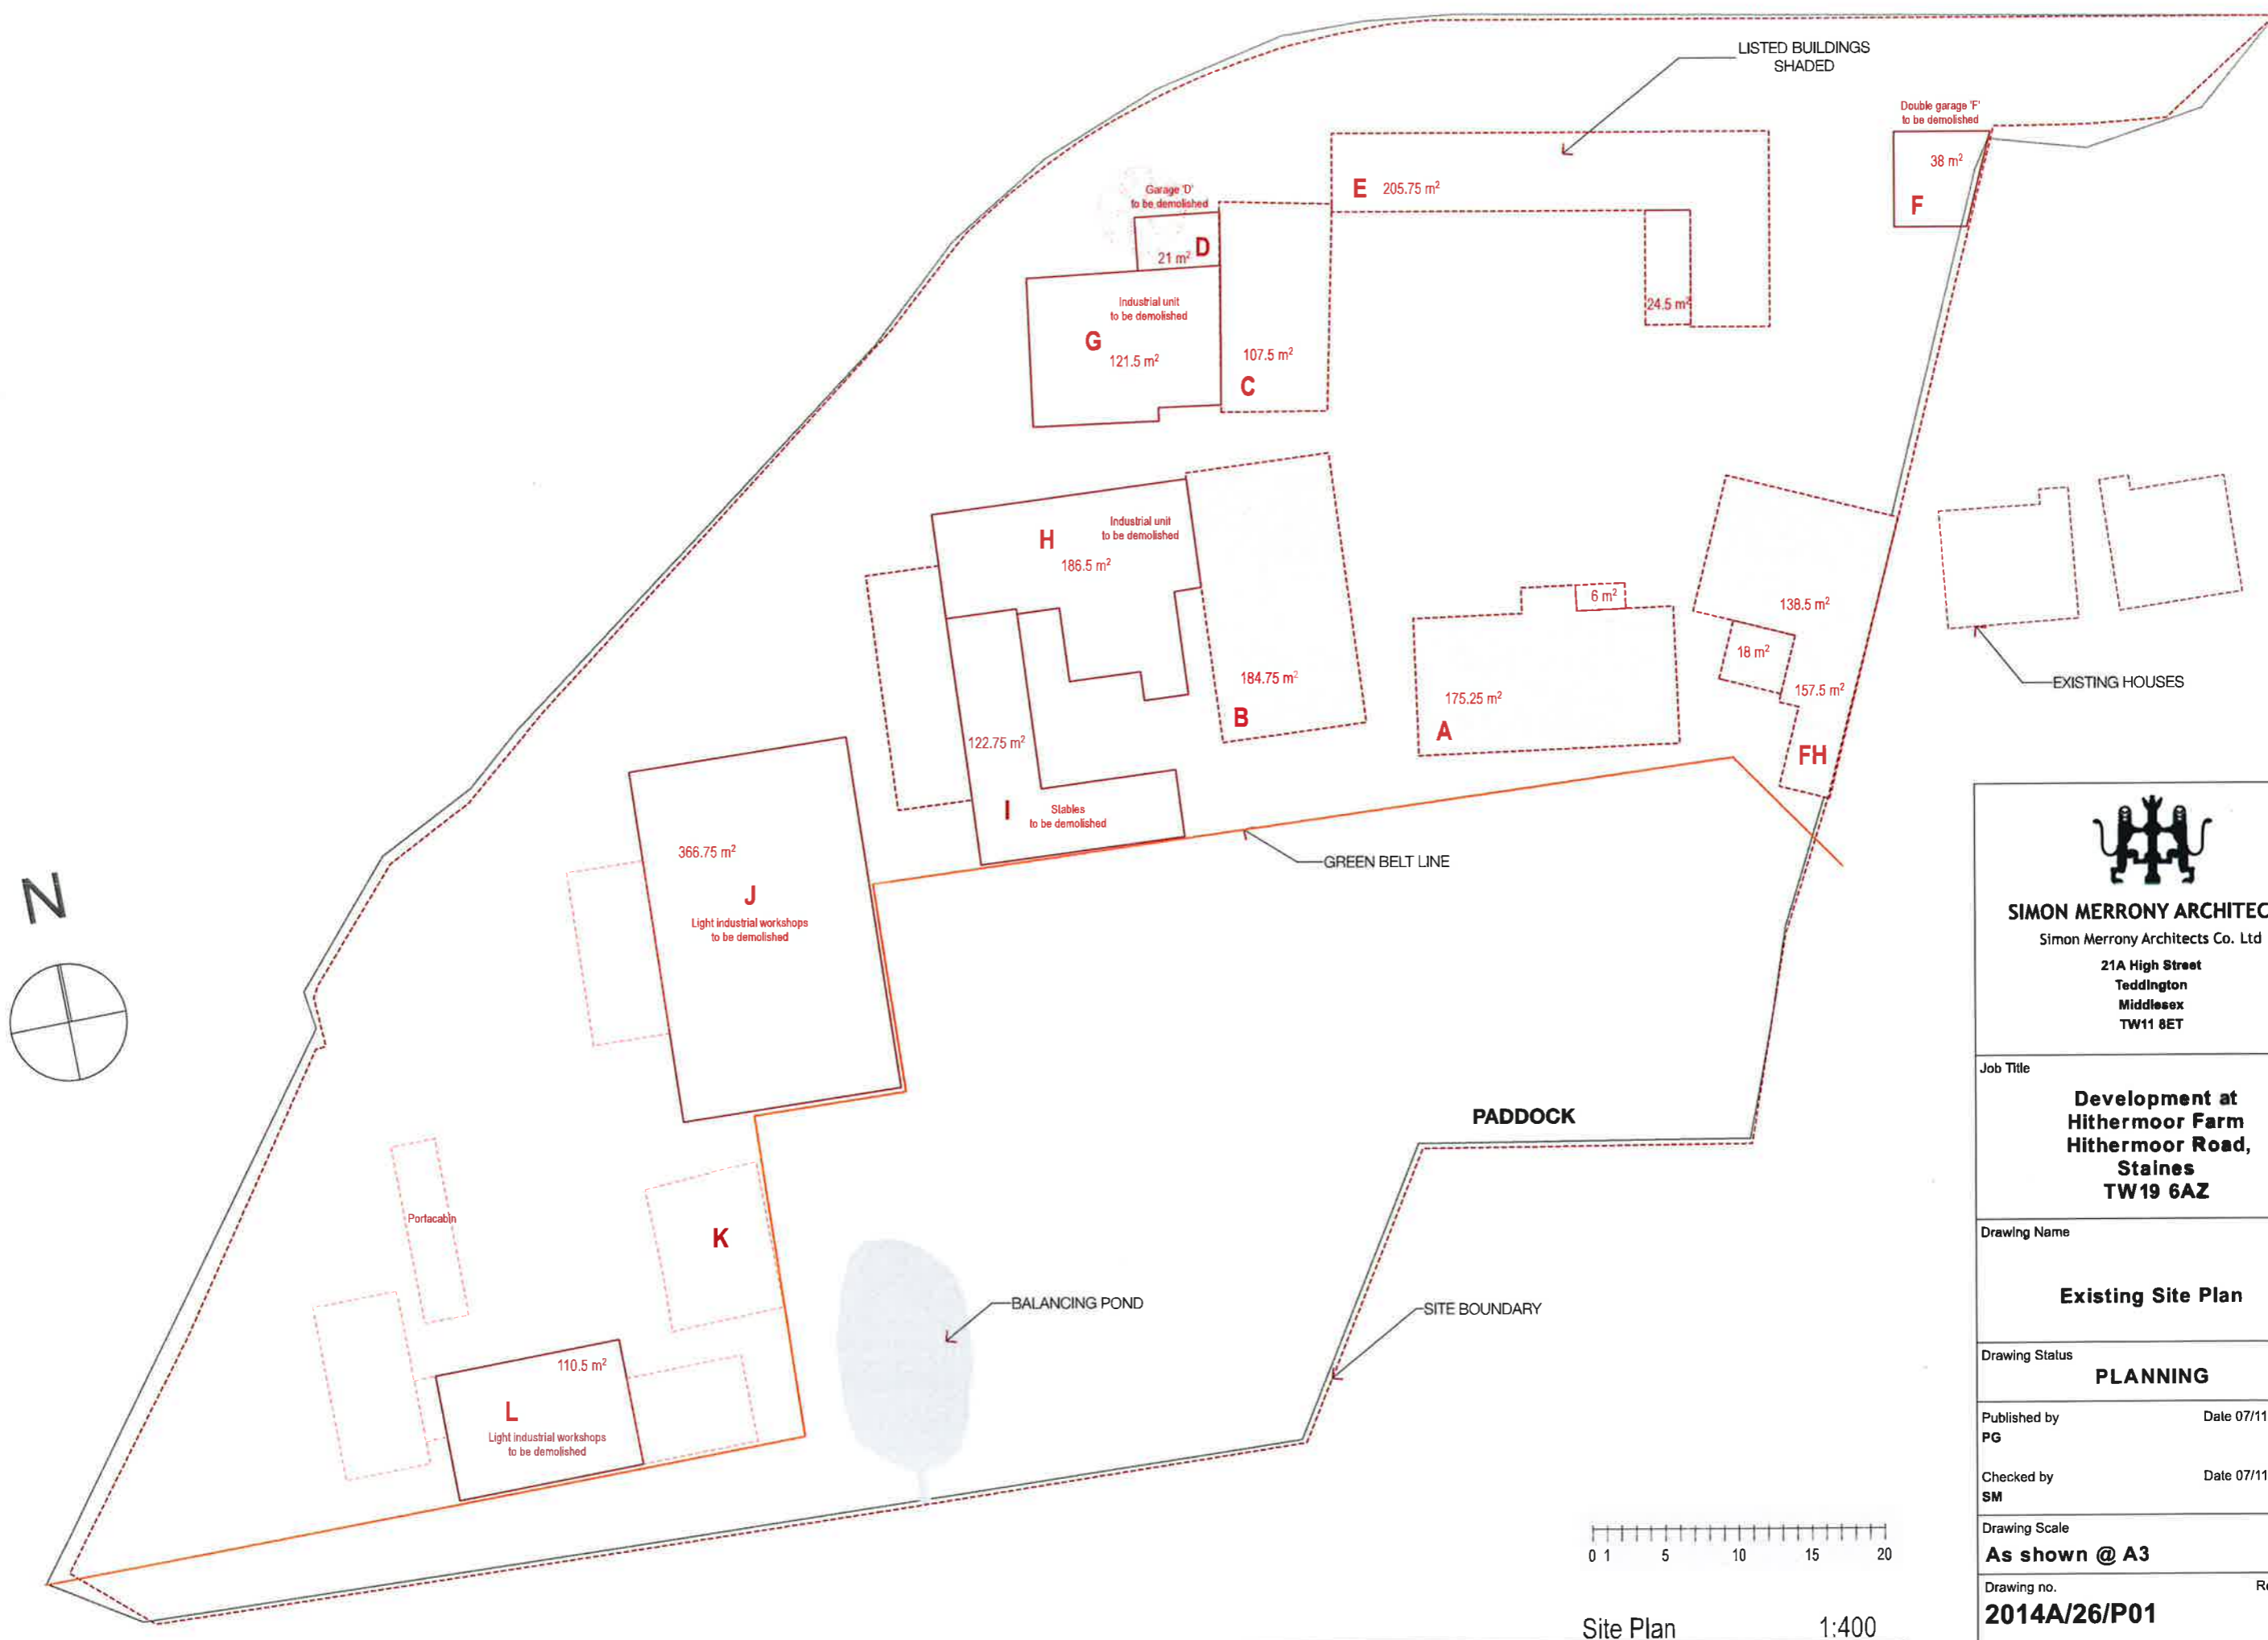 LISTED BUILDINGS
SHADED
Double garage 'F'
to be demolished
38 m²
F
E 205.75 m²
Garage 'D'
to be demolished
D
21 m²
24.5 m²
Industrial unit
to be demolished
G
121.5 m²
107.5 m²
C
Industrial unit
to be demolished
H
186.5 m²
6 m²
138.5 m²
18 m²
157.5 m²
EXISTING HOUSES
184.75 m²
B
175.25 m²
A
FH
122.75 m²
I
Stables
to be demolished
GREEN BELT LINE
366.75 m²
J
Light industrial workshops
to be demolished
N
PADDOCK
Portacabin
K
BALANCING POND
SITE BOUNDARY
110.5 m²
L
Light industrial workshops
to be demolished
0 1 5 10 15 20
Site Plan 1:400
SIMON MERRONY ARCHITEC
Simon Merrony Architects Co. Ltd
21A High Street
Teddington
Middlesex
TW11 8ET
Job Title
Development at
Hithermoor Farm
Hithermoor Road,
Staines
TW19 6AZ
Drawing Name
Existing Site Plan
Drawing Status
PLANNING
Published by Date 07/11
PG
Checked by Date 07/11
SM
Drawing Scale
As shown @ A3
Drawing no.
2014A/26/P01